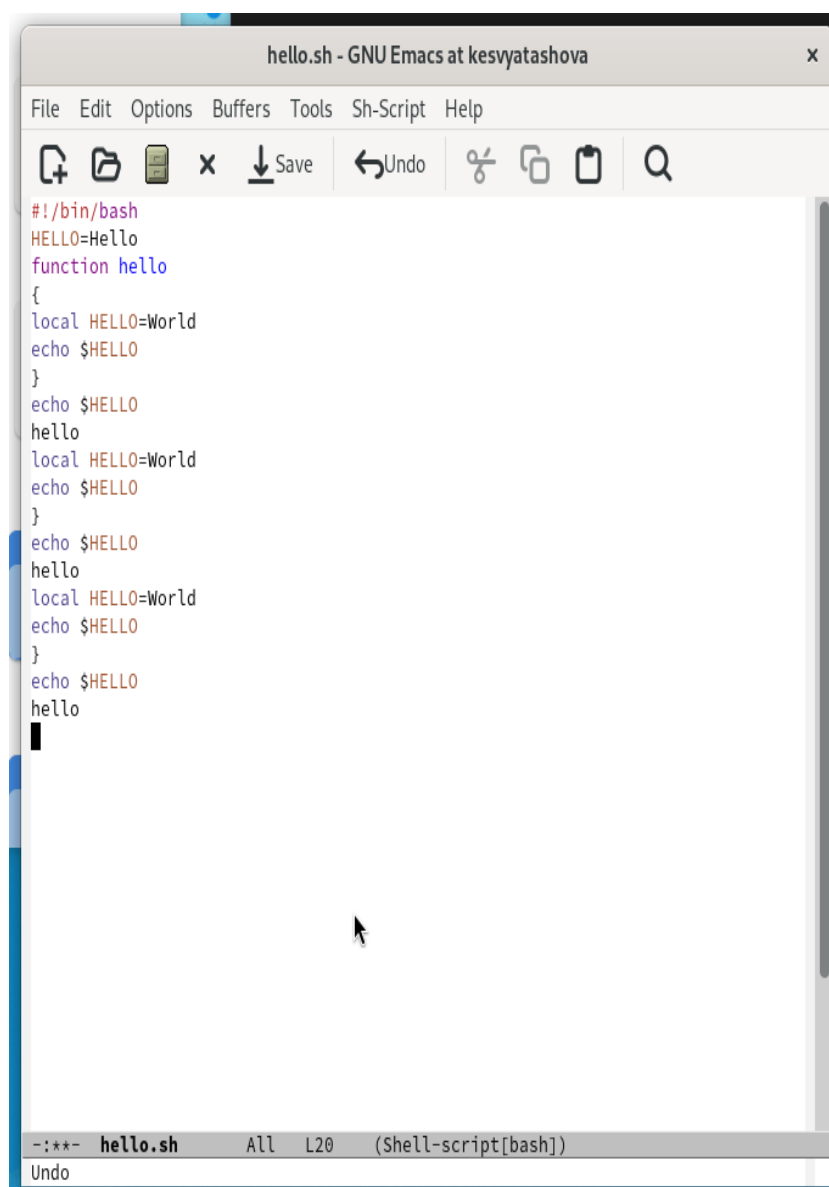 hello.sh - GNU Emacs at kesvyatashova
File Edit Options Buffers Tools Sh-Script Help
Save Undo
#!/bin/bash
HELLO=Hello
function hello
{
local HELLO=World
echo $HELLO
}
echo $HELLO
hello
local HELLO=World
echo $HELLO
}
echo $HELLO
hello
local HELLO=World
echo $HELLO
}
echo $HELLO
hello
-:**- hello.sh All L20 (Shell-script[bash])
Undo